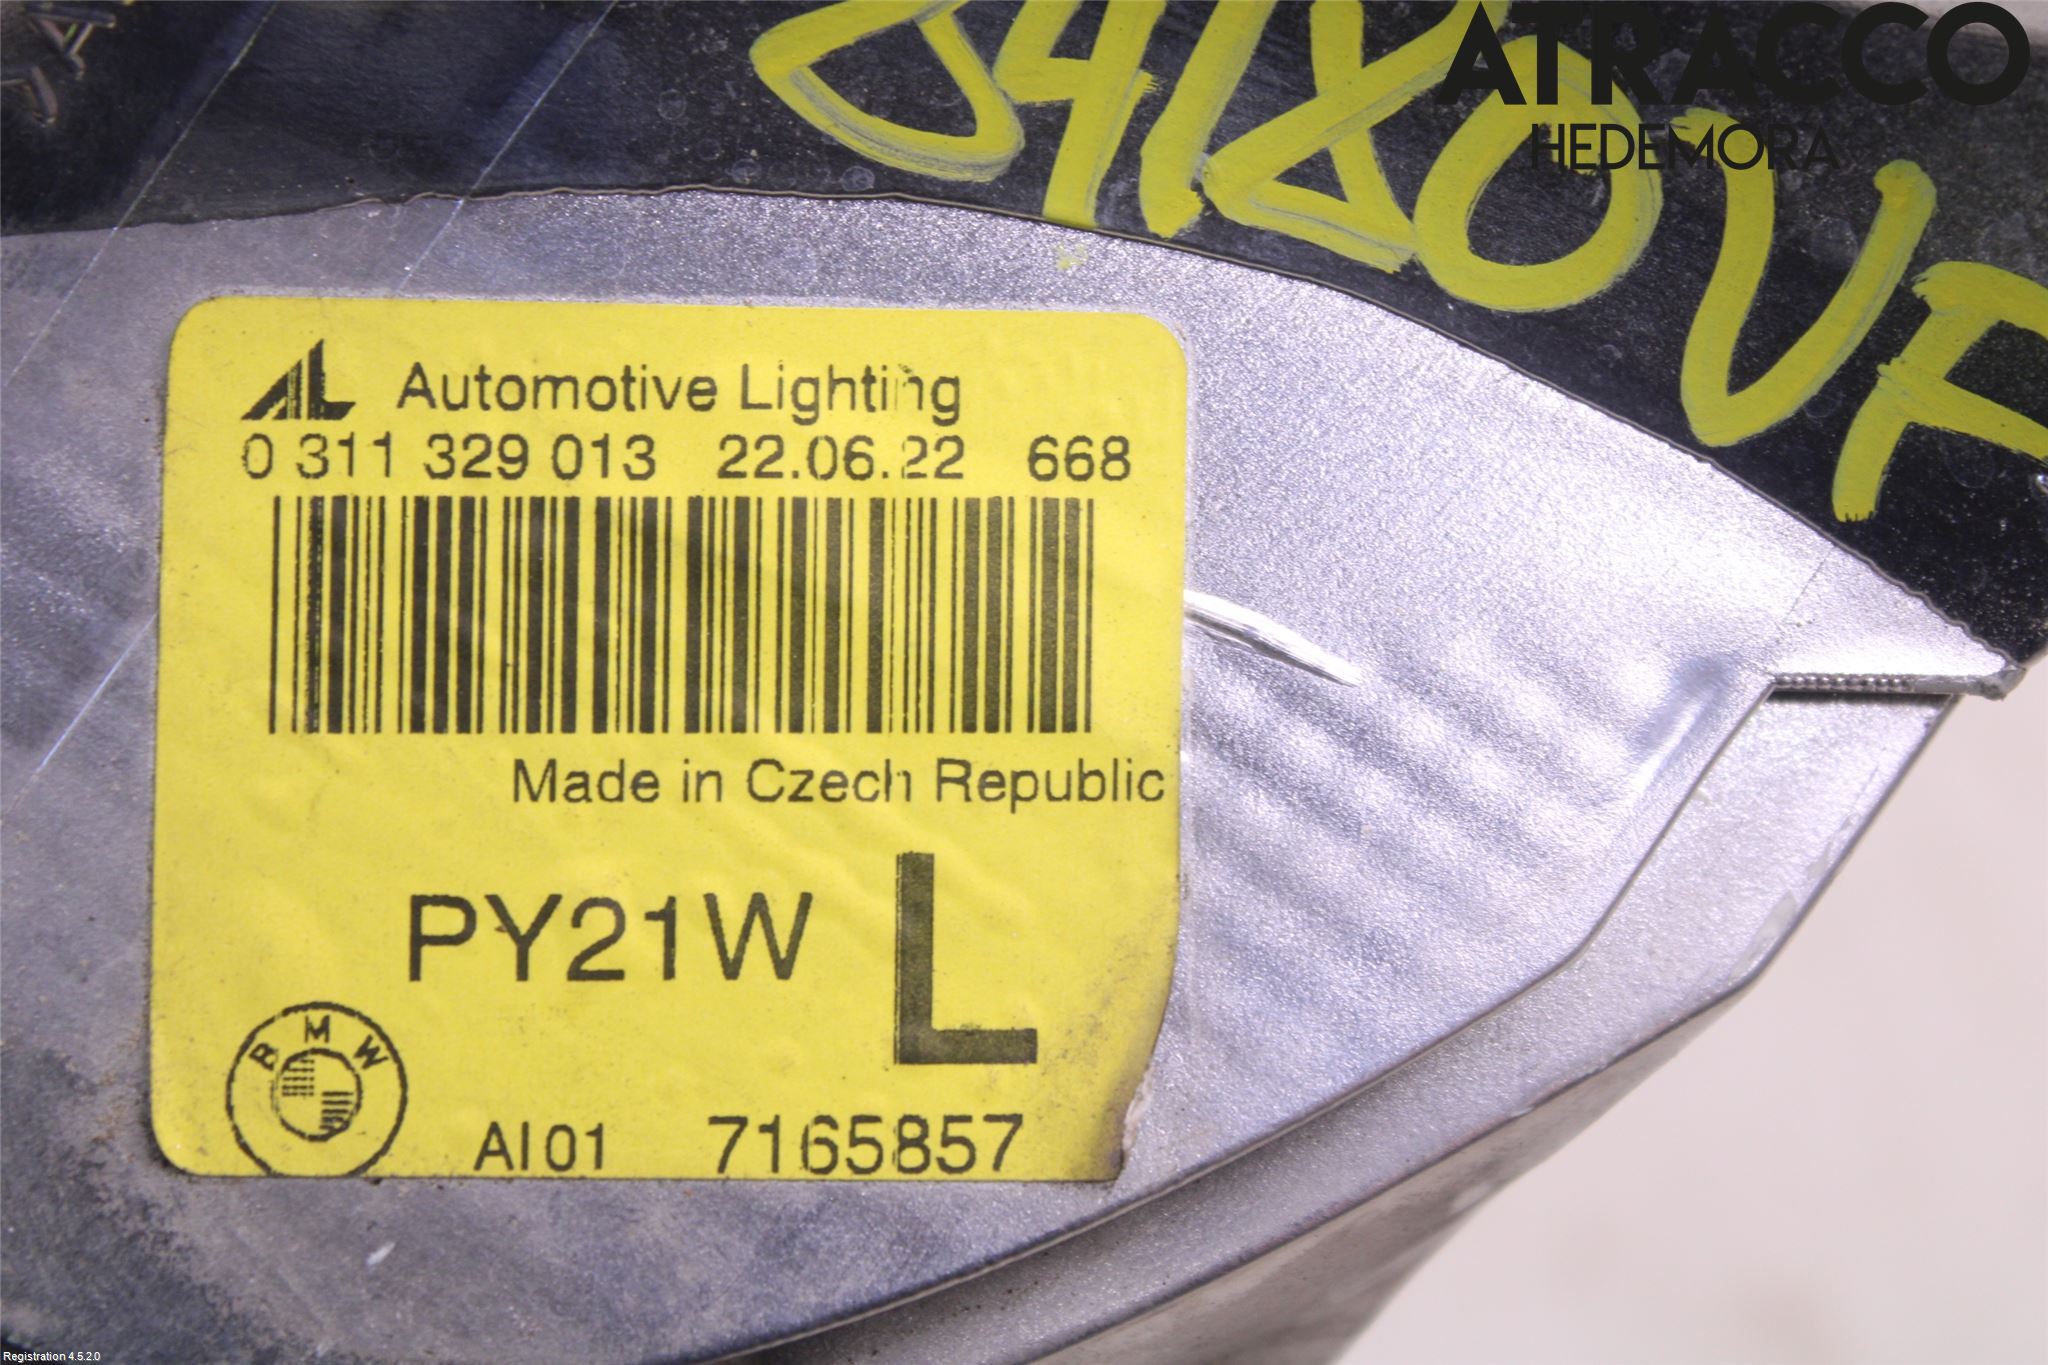 ATRACCO
HEDEMORA
Automotive Lighting
0 311 329 013 22.06.22 668
Made in Czech Republic
PY21W L
BMW
AI01 7165857
Registration 4.5.2.0